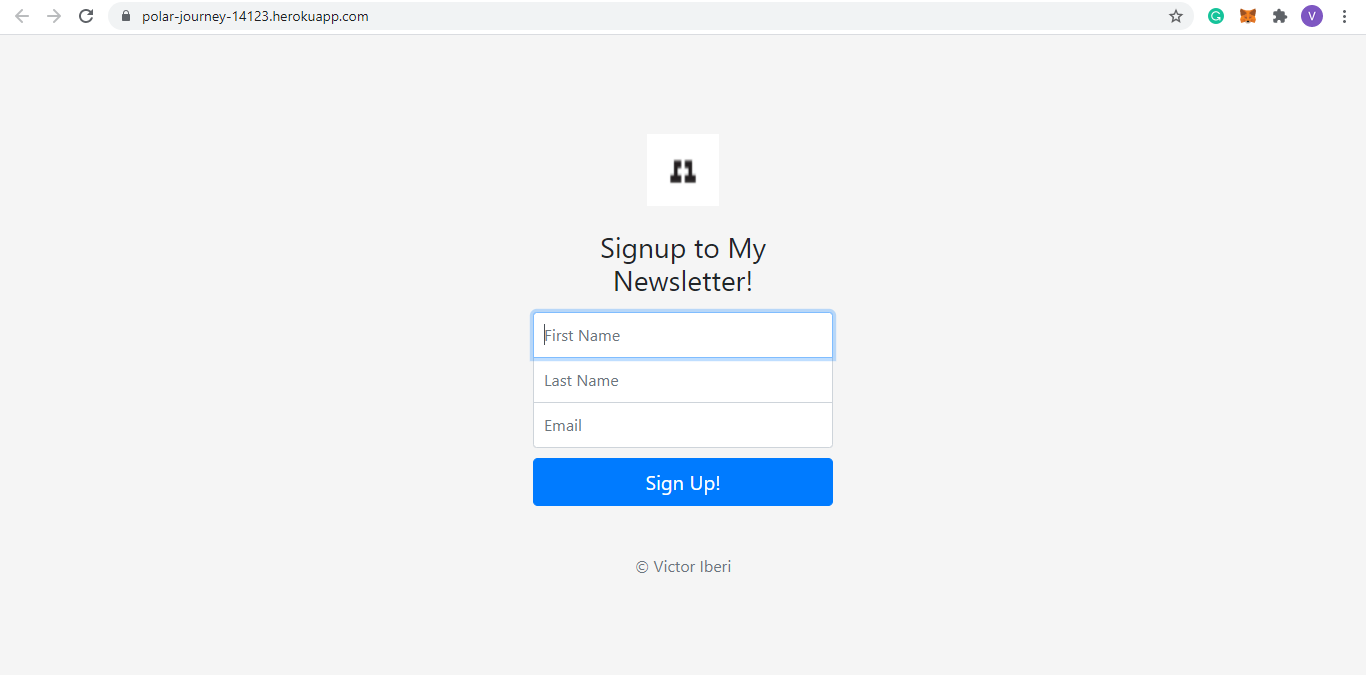 polar-journey-14123.herokuapp.com
G
V
Signup to My
Newsletter!
First Name
Last Name
Email
Sign Up!
© Victor Iberi